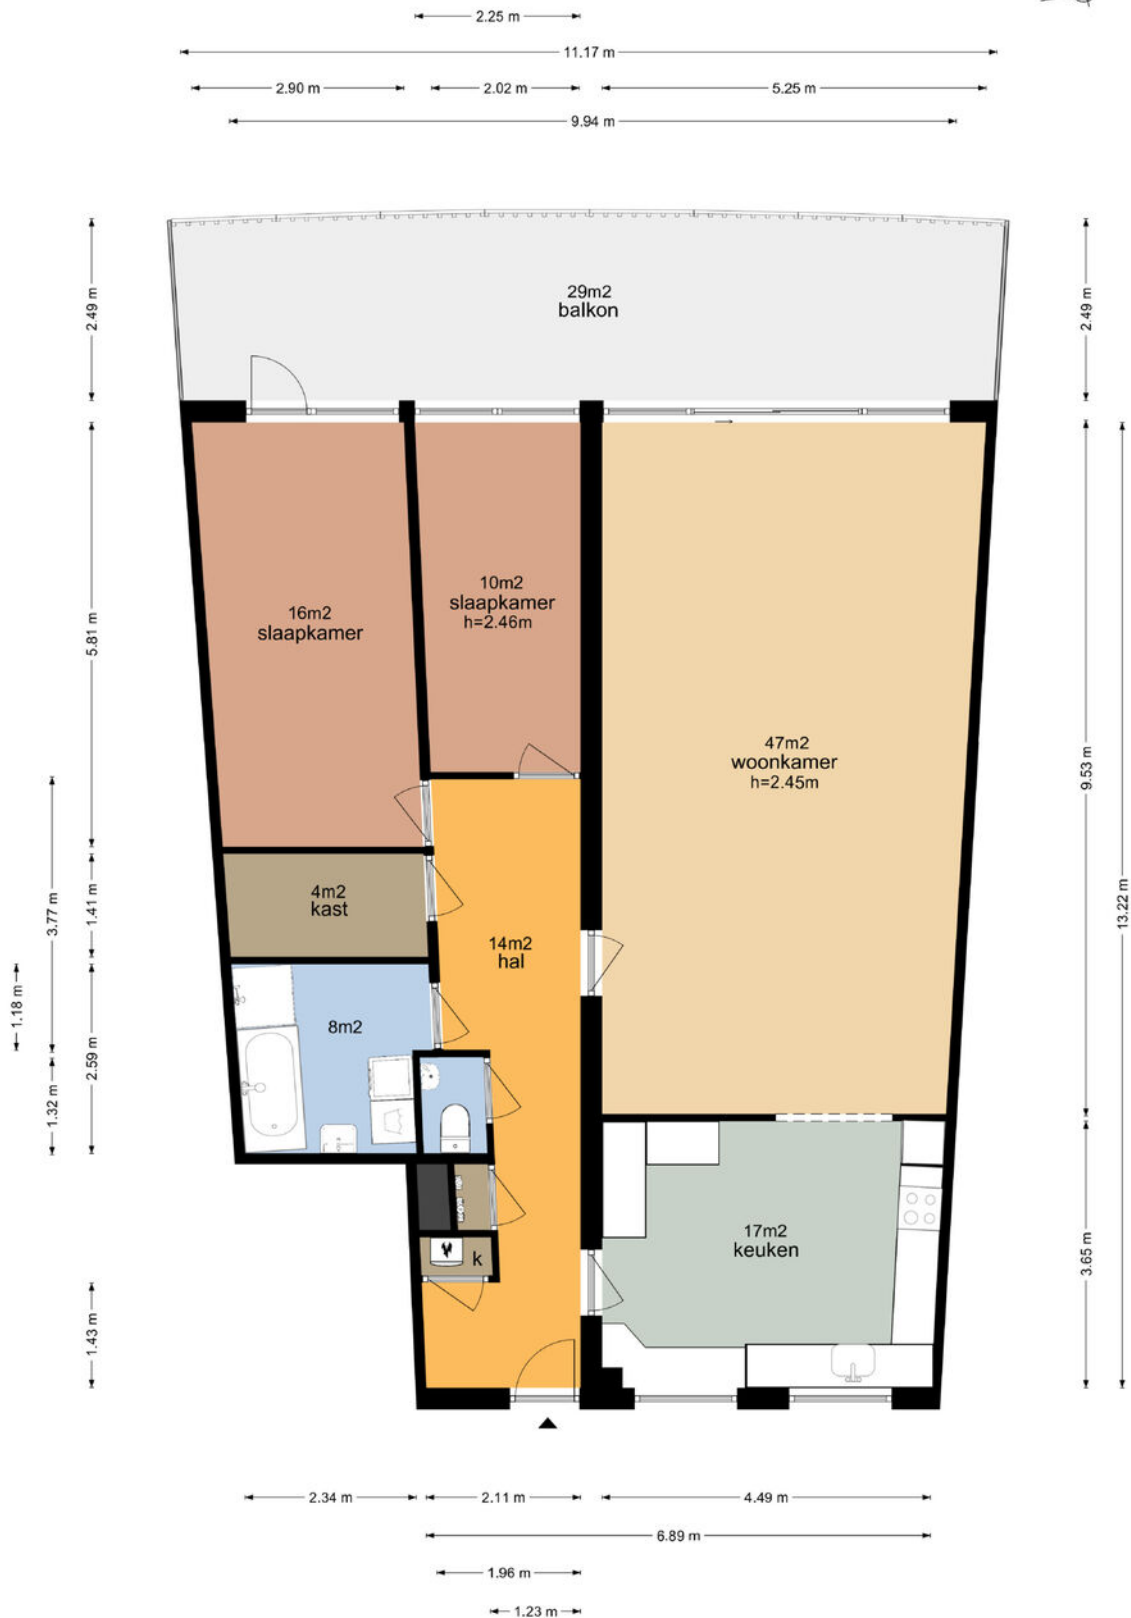 2.25 m
11.17 m
2.90 m
2.02 m
5.25 m
9.94 m
2.49 m
29m2
balkon
2.49 m
5.81 m
16m2
slaapkamer
10m2
slaapkamer
h=2.46m
47m2
woonkamer
h=2.45m
9.53 m
13.22 m
3.77 m
1.41 m
4m2
kast
14m2
hal
1.18 m
2.59 m
8m2
1.32 m
17m2
keuken
3.65 m
k
1.43 m
2.34 m
2.11 m
4.49 m
6.89 m
1.96 m
1.23 m